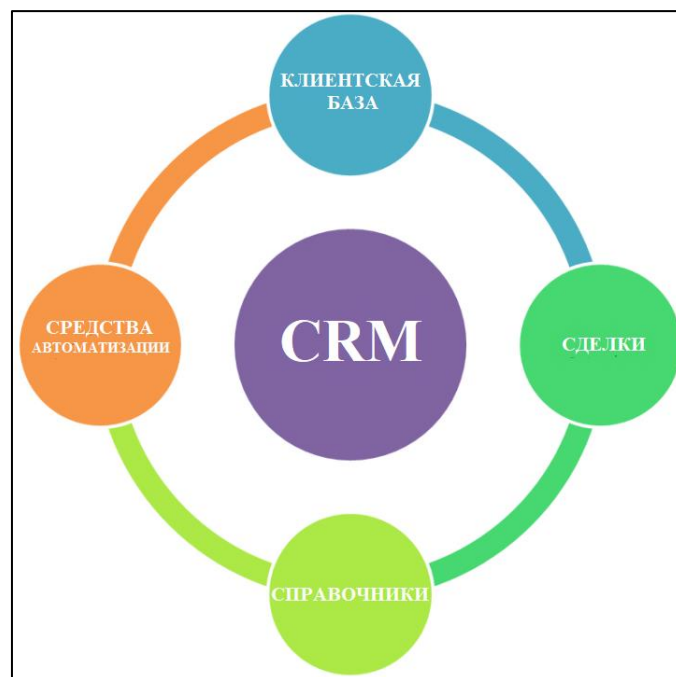 КЛИЕНТСКАЯ
БАЗА
СРЕДСТВА
АВТОМАТИЗАЦИИ
CRM
СДЕЛКИ
СПРАВОЧНИКИ